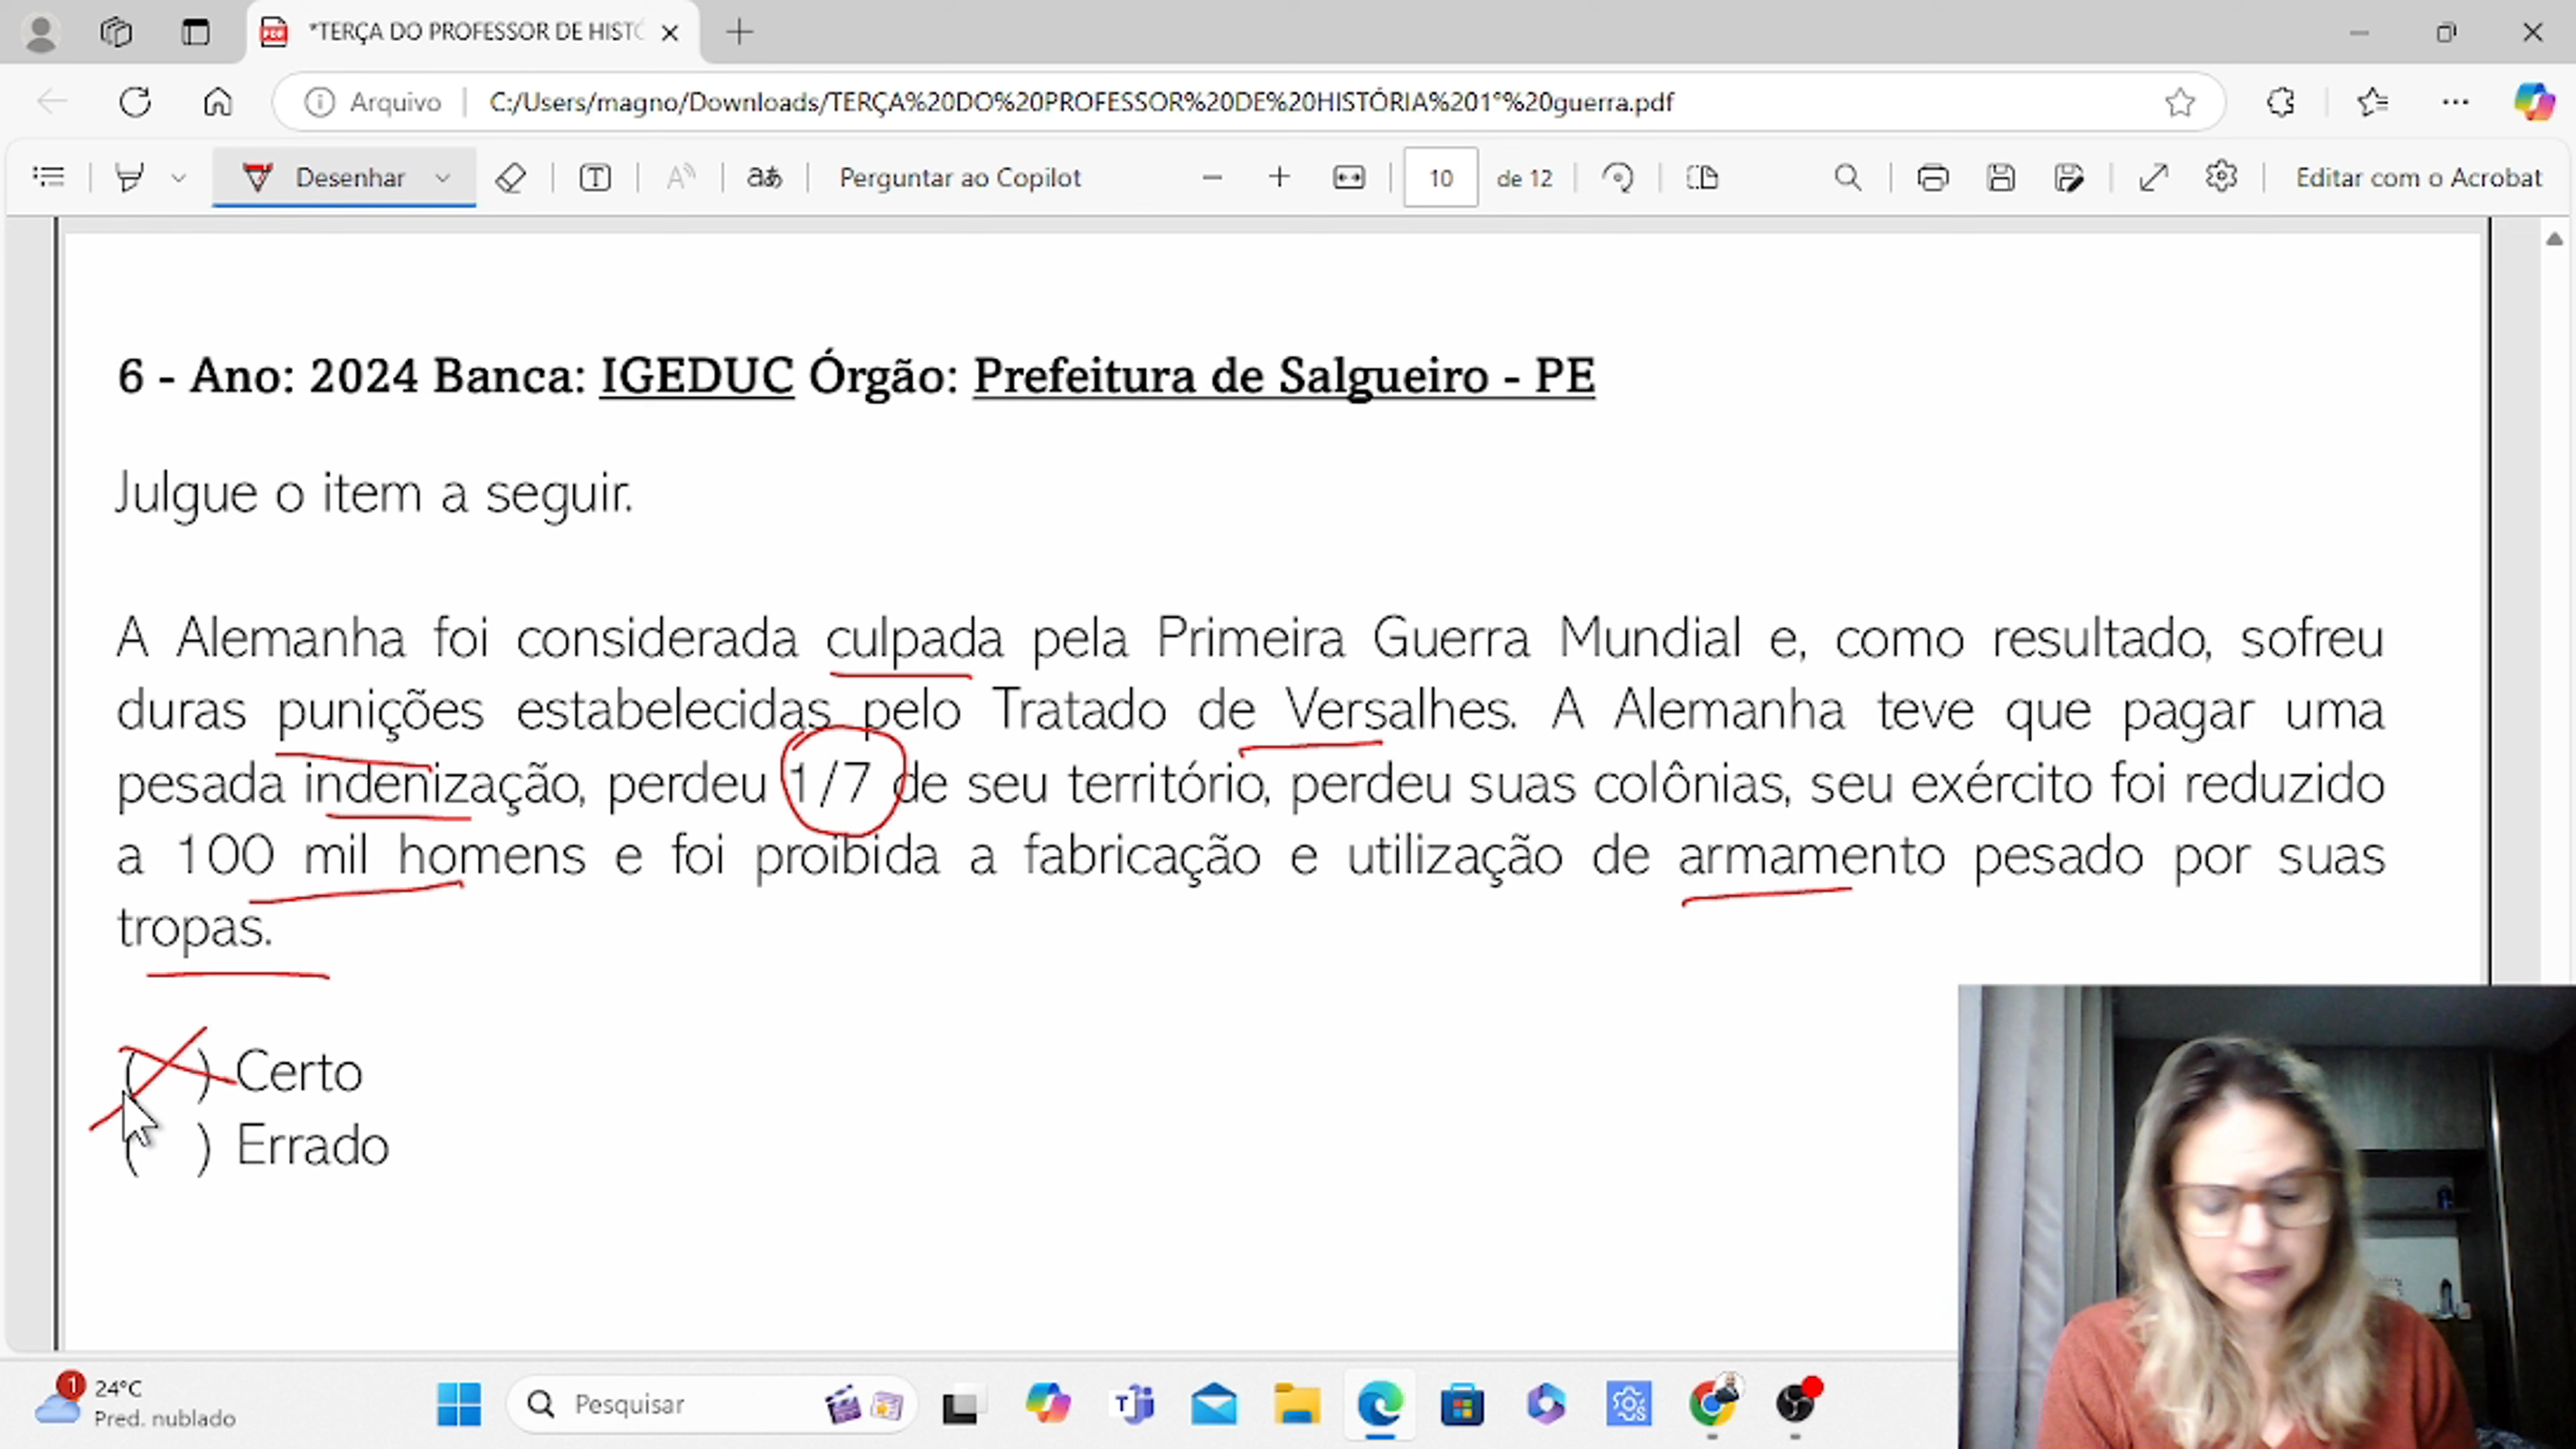 *TERÇA DO PROFESSOR DE HISTÓ
Arquivo
C:/Users/magno/Downloads/TERÇA%20DO%20PROFESSOR%20DE%20HISTÓRIA%201°%20guerra.pdf
Desenhar
Perguntar ao Copilot
10 de 12
Editar com o Acrobat
6 - Ano: 2024 Banca: IGEDUC Órgão: Prefeitura de Salgueiro - PE
Julgue o item a seguir.
A Alemanha foi considerada culpada pela Primeira Guerra Mundial e, como resultado, sofreu
duras punições estabelecidas pelo Tratado de Versalhes. A Alemanha teve que pagar uma
pesada indenização, perdeu 1/7 de seu território, perdeu suas colônias, seu exército foi reduzido
a 100 mil homens e foi proibida a fabricação e utilização de armamento pesado por suas
tropas.
( ) Certo
( ) Errado
1
24°C
Pred. nublado
Pesquisar